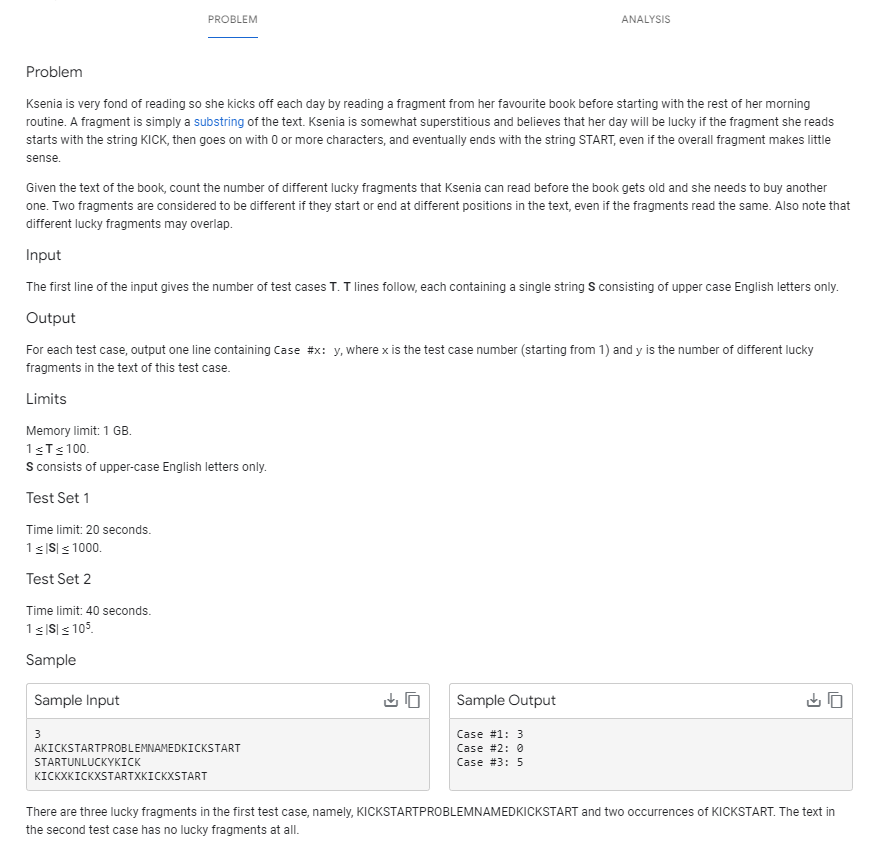 PROBLEM
ANALYSIS
Problem
Ksenia is very fond of reading so she kicks off each day by reading a fragment from her favourite book before starting with the rest of her morning
routine. A fragment is simply a substring of the text. Ksenia is somewhat superstitious and believes that her day will be lucky if the fragment she reads
starts with the string KICK, then goes on with 0 or more characters, and eventually ends with the string START, even if the overall fragment makes little
sense.
Given the text of the book, count the number of different lucky fragments that Ksenia can read before the book gets old and she needs to buy another
one. Two fragments are considered to be different if they start or end at different positions in the text, even if the fragments read the same. Also note that
different lucky fragments may overlap.
Input
The first line of the input gives the number of test cases T. T lines follow, each containing a single string S consisting of upper case English letters only.
Output
For each test case, output one line containing Case #x: y, where x is the test case number (starting from 1) and y is the number of different lucky
fragments in the text of this test case.
Limits
Memory limit: 1 GB.
1 ≤ T ≤ 100.
S consists of upper-case English letters only.
Test Set 1
Time limit: 20 seconds.
1 ≤ |S| ≤ 1000.
Test Set 2
Time limit: 40 seconds.
1 ≤ |S| ≤ 10⁵.
Sample
Sample Input
3
AKICKSTARTPROBLEMNAMEDKICKSTART
STARTUNLUCKYKICK
KICKXKICKXSTARTXKICKXSTART
Sample Output
Case #1: 3
Case #2: 0
Case #3: 5
There are three lucky fragments in the first test case, namely, KICKSTARTPROBLEMNAMEDKICKSTART and two occurrences of KICKSTART. The text in
the second test case has no lucky fragments at all.